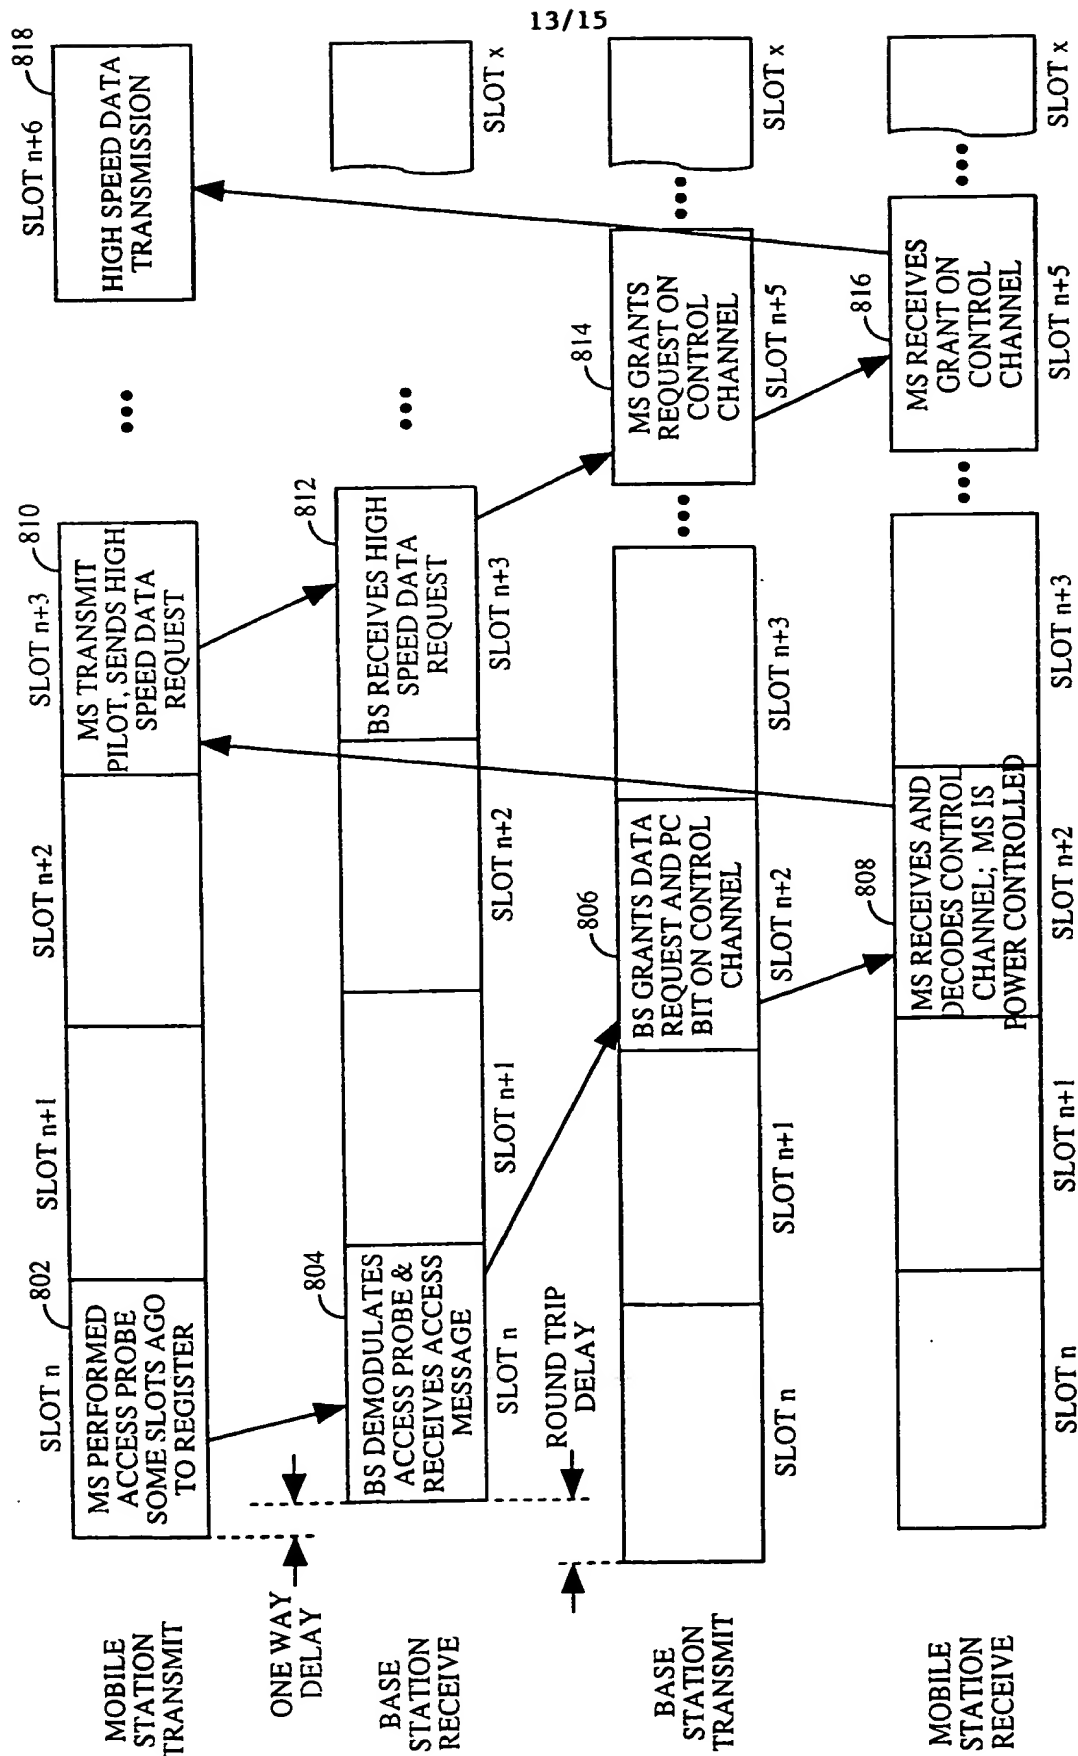 13/15
MOBILE
STATION
TRANSMIT
SLOT n
802
MS PERFORMED
ACCESS PROBE
SOME SLOTS AGO
TO REGISTER
SLOT n+1
SLOT n+2
SLOT n+3
810
MS TRANSMIT
PILOT, SENDS HIGH
SPEED DATA
REQUEST
•••
SLOT n+6
818
HIGH SPEED DATA
TRANSMISSION
ONE WAY
DELAY
BASE
STATION
RECEIVE
804
BS DEMODULATES
ACCESS PROBE &
RECEIVES ACCESS
MESSAGE
812
BS RECEIVES HIGH
SPEED DATA
REQUEST
•••
SLOT n
SLOT n+1
SLOT n+2
SLOT n+3
SLOT x
ROUND TRIP
DELAY
BASE
STATION
TRANSMIT
806
BS GRANTS DATA
REQUEST AND PC
BIT ON CONTROL
CHANNEL
•••
814
MS GRANTS
REQUEST ON
CONTROL
CHANNEL
•••
SLOT n
SLOT n+1
SLOT n+2
SLOT n+3
SLOT n+5
SLOT x
MOBILE
STATION
RECEIVE
808
MS RECEIVES AND
DECODES CONTROL
CHANNEL; MS IS
POWER CONTROLLED
•••
816
MS RECEIVES
GRANT ON
CONTROL
CHANNEL
•••
SLOT n
SLOT n+1
SLOT n+2
SLOT n+3
SLOT n+5
SLOT x